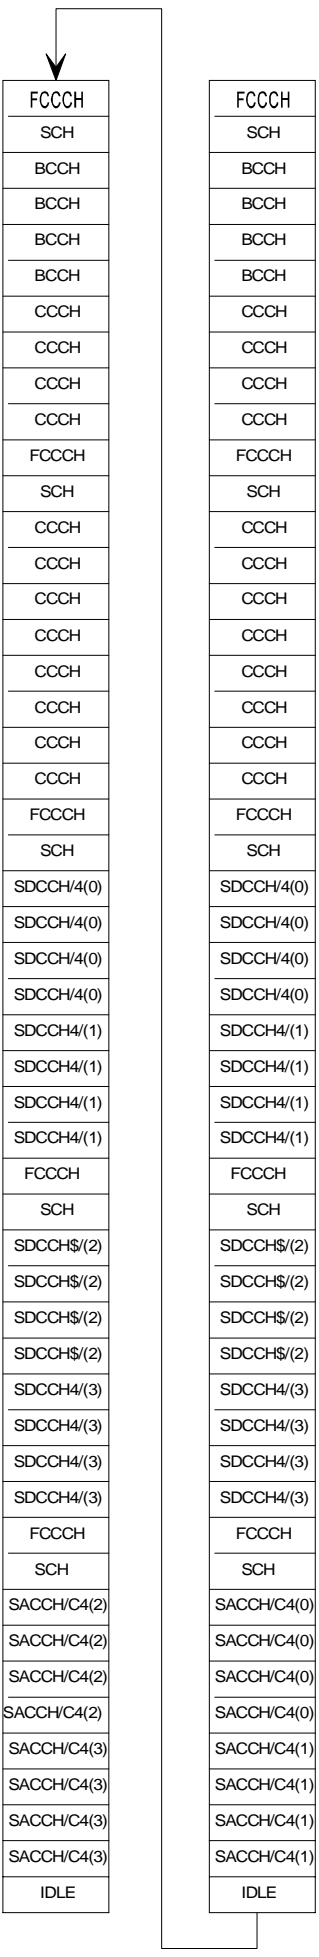 FCCCH
SCH
BCCH
BCCH
BCCH
BCCH
CCCH
CCCH
CCCH
CCCH
FCCCH
SCH
CCCH
CCCH
CCCH
CCCH
CCCH
CCCH
CCCH
CCCH
FCCCH
SCH
SDCCH/4(0)
SDCCH/4(0)
SDCCH/4(0)
SDCCH/4(0)
SDCCH4/(1)
SDCCH4/(1)
SDCCH4/(1)
SDCCH4/(1)
FCCCH
SCH
SDCCH$/(2)
SDCCH$/(2)
SDCCH$/(2)
SDCCH$/(2)
SDCCH4/(3)
SDCCH4/(3)
SDCCH4/(3)
SDCCH4/(3)
FCCCH
SCH
SACCH/C4(2)
SACCH/C4(2)
SACCH/C4(2)
SACCH/C4(2)
SACCH/C4(3)
SACCH/C4(3)
SACCH/C4(3)
SACCH/C4(3)
IDLE
FCCCH
SCH
BCCH
BCCH
BCCH
BCCH
CCCH
CCCH
CCCH
CCCH
FCCCH
SCH
CCCH
CCCH
CCCH
CCCH
CCCH
CCCH
CCCH
CCCH
FCCCH
SCH
SDCCH/4(0)
SDCCH/4(0)
SDCCH/4(0)
SDCCH/4(0)
SDCCH4/(1)
SDCCH4/(1)
SDCCH4/(1)
SDCCH4/(1)
FCCCH
SCH
SDCCH$/(2)
SDCCH$/(2)
SDCCH$/(2)
SDCCH$/(2)
SDCCH4/(3)
SDCCH4/(3)
SDCCH4/(3)
SDCCH4/(3)
FCCCH
SCH
SACCH/C4(0)
SACCH/C4(0)
SACCH/C4(0)
SACCH/C4(0)
SACCH/C4(1)
SACCH/C4(1)
SACCH/C4(1)
SACCH/C4(1)
IDLE